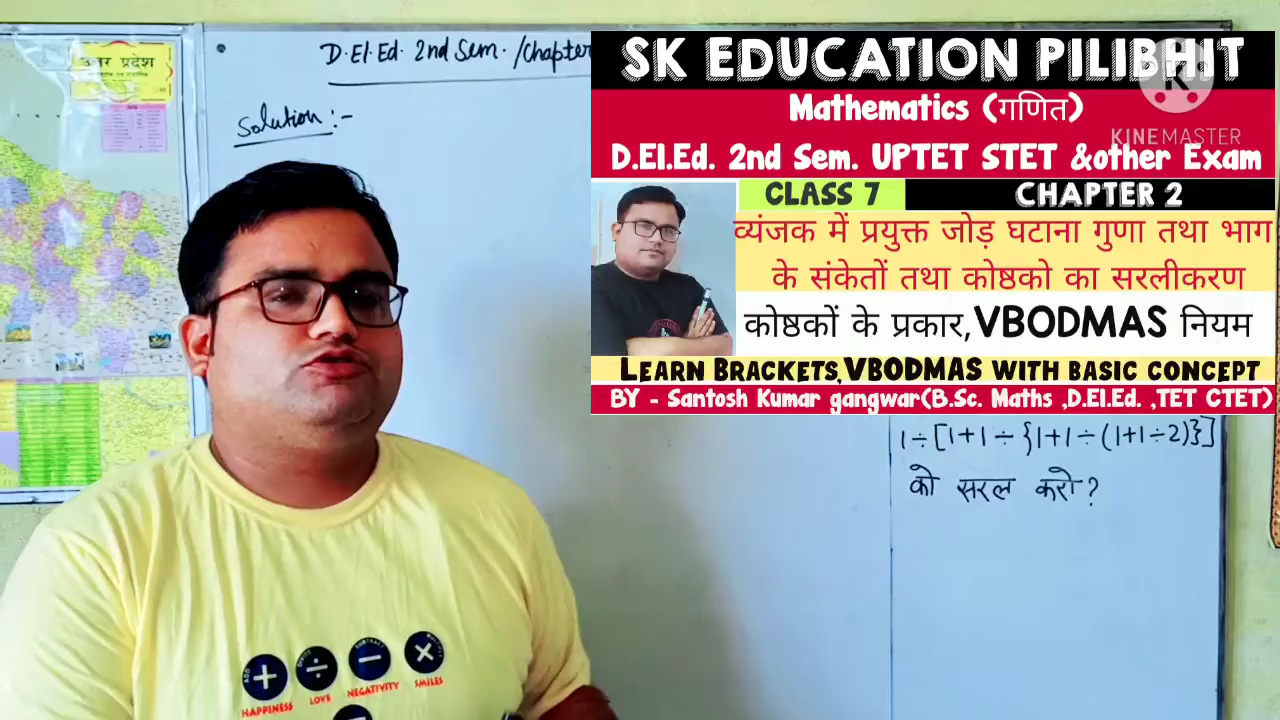 उत्तर प्रदेश
D.El.Ed. 2nd Sem. /Chapter
Solution :-
SK EDUCATION PILIBHIT
KINEMASTER
Mathematics (गणित)
D.El.Ed. 2nd Sem. UPTET STET &other Exam
CLASS 7
CHAPTER 2
व्यंजक में प्रयुक्त जोड़ घटाना गुणा तथा भाग
के संकेतों तथा कोष्ठको का सरलीकरण
कोष्ठकों के प्रकार,VBODMAS नियम
LEARN BRACKETS,VBODMAS WITH BASIC CONCEPT
BY - Santosh Kumar gangwar(B.Sc. Maths ,D.El.Ed. ,TET CTET)
1÷[1+1÷{1+1÷(1+1÷2)}]
को सरल करो?
ADD DIVIDE SUBTRACT MULTIPLY
+ ÷ − ×
HAPPINESS LOVE NEGATIVITY SMILES